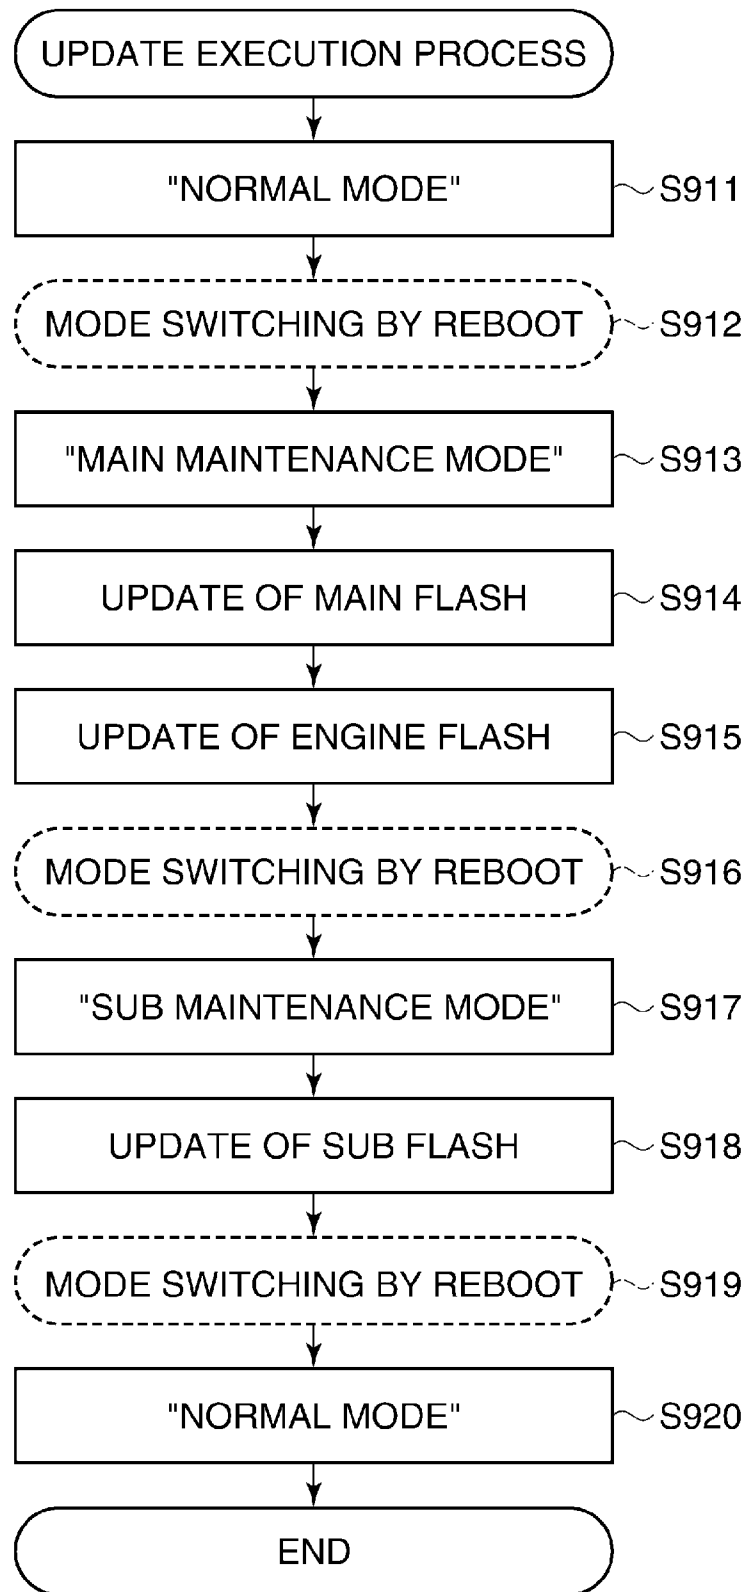 UPDATE EXECUTION PROCESS
"NORMAL MODE" S911
MODE SWITCHING BY REBOOT S912
"MAIN MAINTENANCE MODE" S913
UPDATE OF MAIN FLASH S914
UPDATE OF ENGINE FLASH S915
MODE SWITCHING BY REBOOT S916
"SUB MAINTENANCE MODE" S917
UPDATE OF SUB FLASH S918
MODE SWITCHING BY REBOOT S919
"NORMAL MODE" S920
END